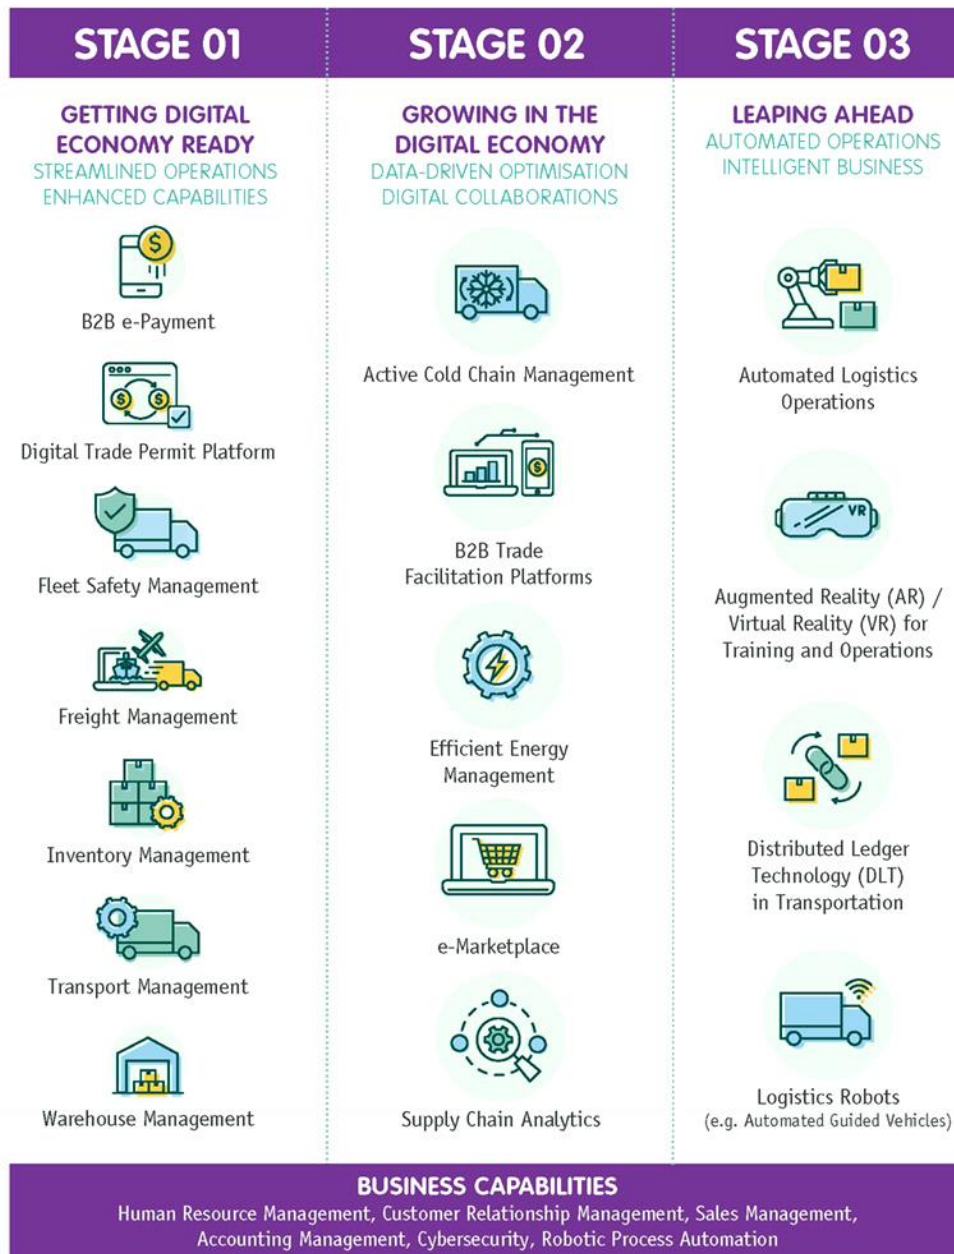 STAGE 01
STAGE 02
STAGE 03
GETTING DIGITAL
ECONOMY READY
STREAMLINED OPERATIONS
ENHANCED CAPABILITIES
B2B e-Payment
Digital Trade Permit Platform
Fleet Safety Management
Freight Management
Inventory Management
Transport Management
Warehouse Management
GROWING IN THE
DIGITAL ECONOMY
DATA-DRIVEN OPTIMISATION
DIGITAL COLLABORATIONS
Active Cold Chain Management
B2B Trade
Facilitation Platforms
Efficient Energy
Management
e-Marketplace
Supply Chain Analytics
LEAPING AHEAD
AUTOMATED OPERATIONS
INTELLIGENT BUSINESS
Automated Logistics
Operations
VR
Augmented Reality (AR) /
Virtual Reality (VR) for
Training and Operations
Distributed Ledger
Technology (DLT)
in Transportation
Logistics Robots
(e.g. Automated Guided Vehicles)
BUSINESS CAPABILITIES
Human Resource Management, Customer Relationship Management, Sales Management,
Accounting Management, Cybersecurity, Robotic Process Automation